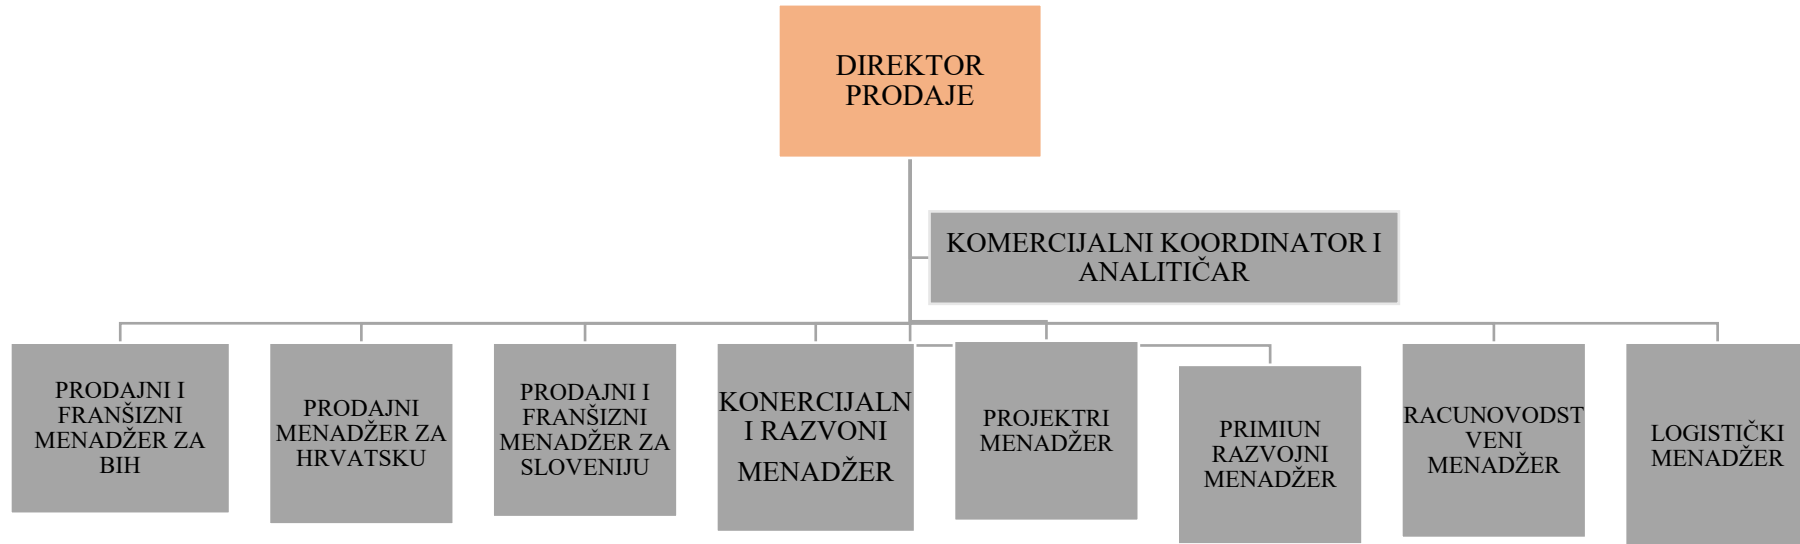 DIREKTOR
PRODAJE
KOMERCIJALNI KOORDINATOR I
ANALITIČAR
PRODAJNI I
FRANŠIZNI
MENADŽER ZA
BIH
PRODAJNI
MENADŽER ZA
HRVATSKU
PRODAJNI I
FRANŠIZNI
MENADŽER ZA
SLOVENIJU
KONERCIJALN
I RAZVONI
MENADŽER
PROJEKTRI
MENADŽER
PRIMIUN
RAZVOJNI
MENADŽER
RACUNOVODST
VENI
MENADŽER
LOGISTIČKI
MENADŽER